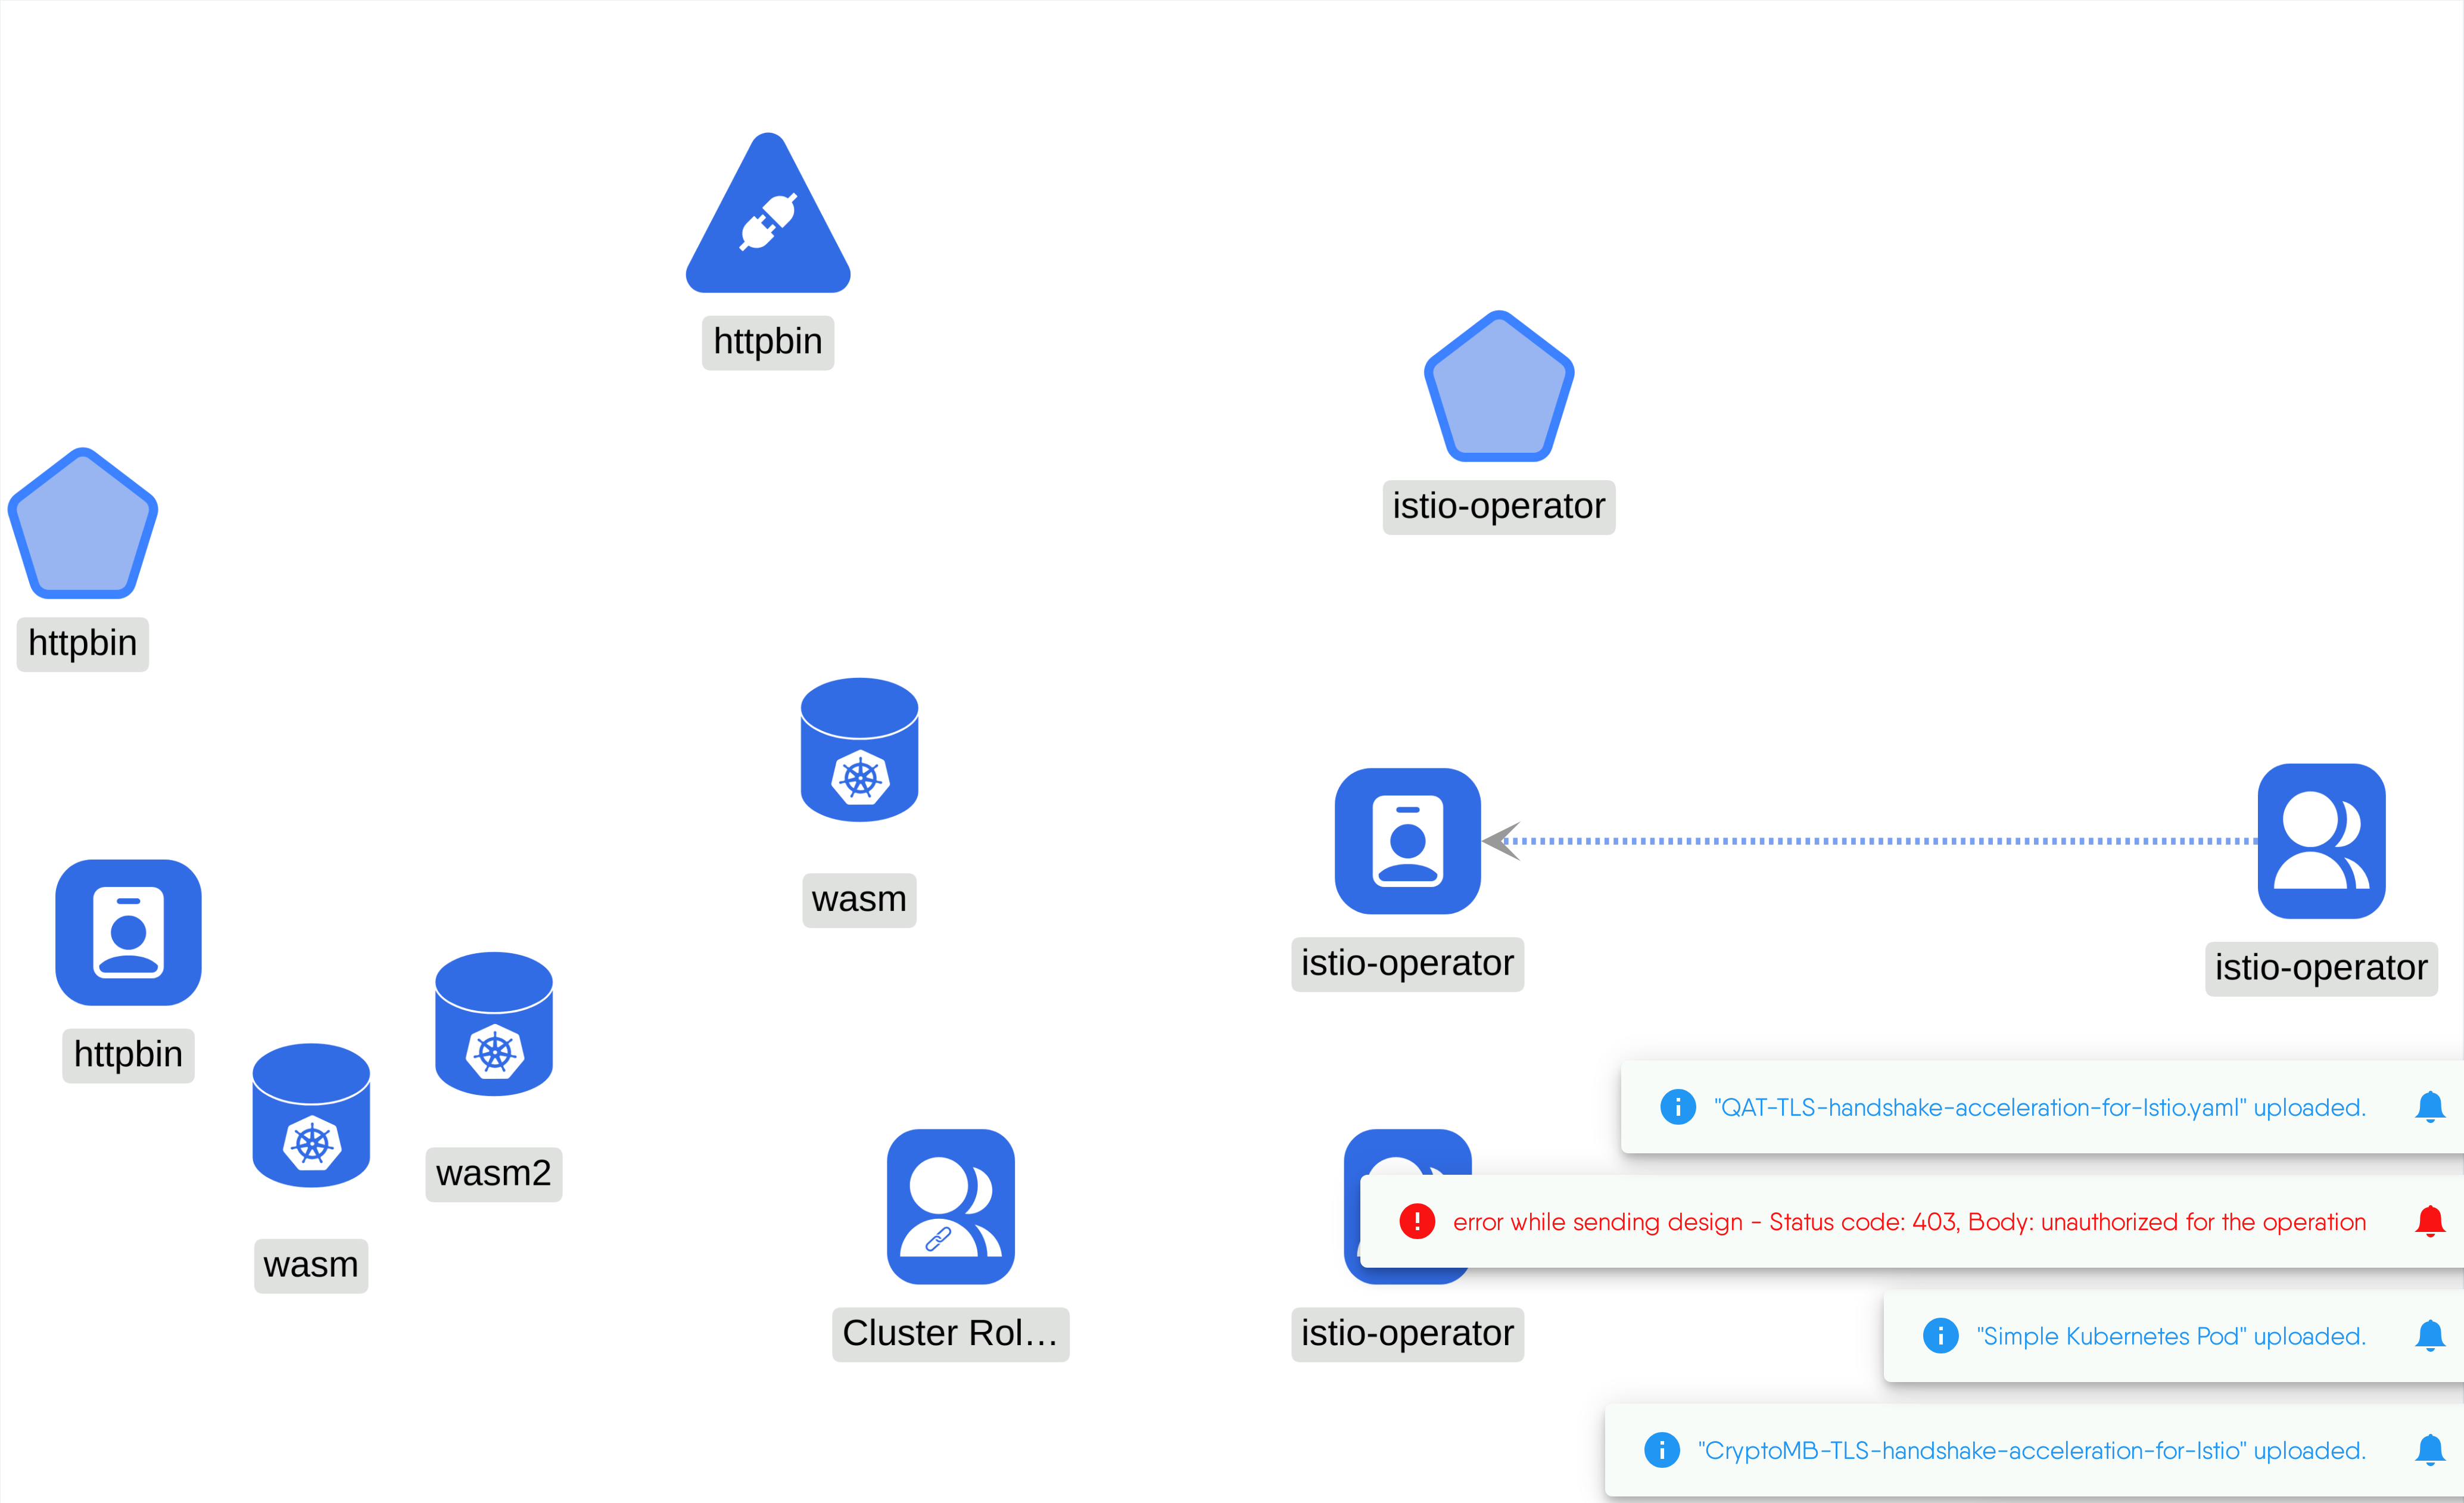 httpbin
istio-operator
httpbin
wasm
istio-operator
istio-operator
httpbin
wasm2
wasm
Cluster Rol...
istio-operator
"QAT-TLS-handshake-acceleration-for-Istio.yaml" uploaded.
error while sending design - Status code: 403, Body: unauthorized for the operation
"Simple Kubernetes Pod" uploaded.
"CryptoMB-TLS-handshake-acceleration-for-Istio" uploaded.